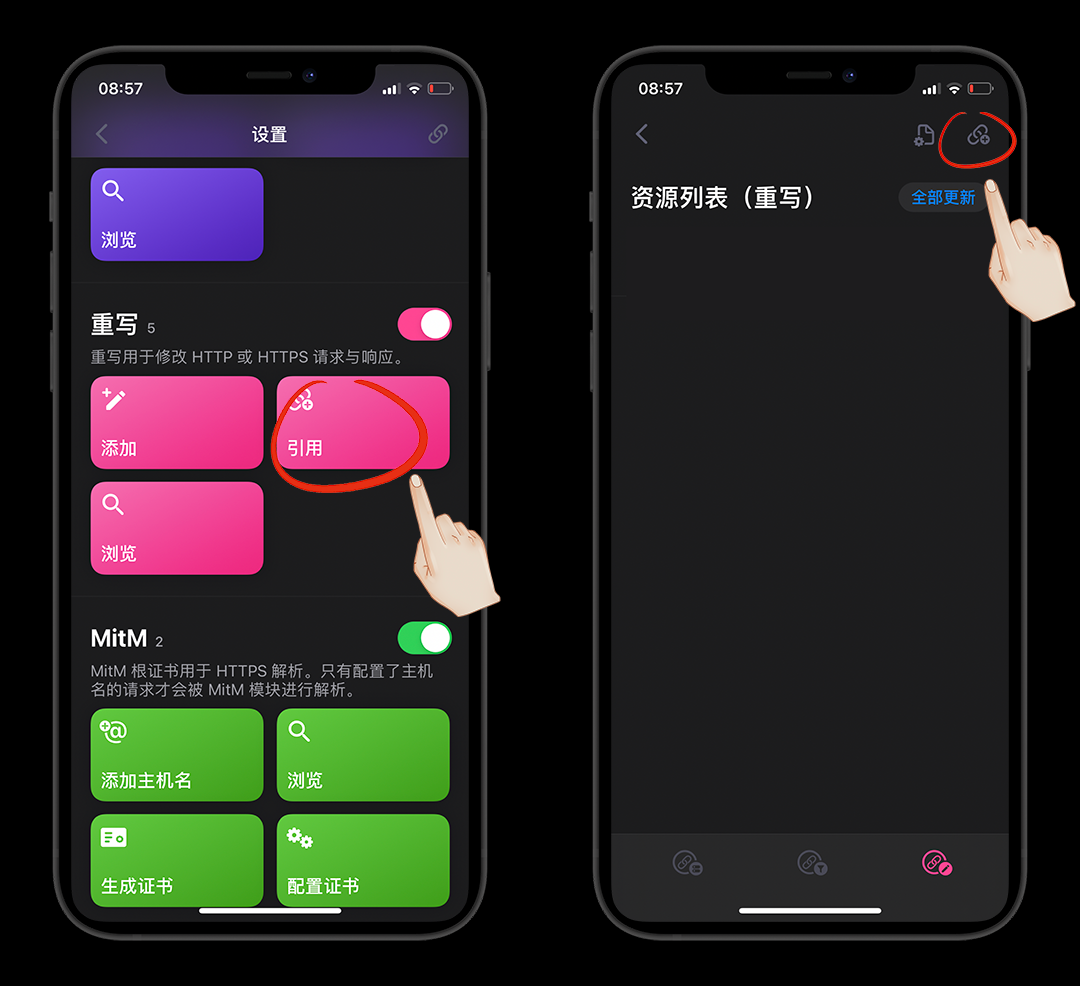 08:57
设置
浏览
重写 5
重写用于修改 HTTP 或 HTTPS 请求与响应。
添加
引用
浏览
MitM 2
MitM 根证书用于 HTTPS 解析。只有配置了主机
名的请求才会被 MitM 模块进行解析。
添加主机名
浏览
生成证书
配置证书
08:57
资源列表（重写）
全部更新